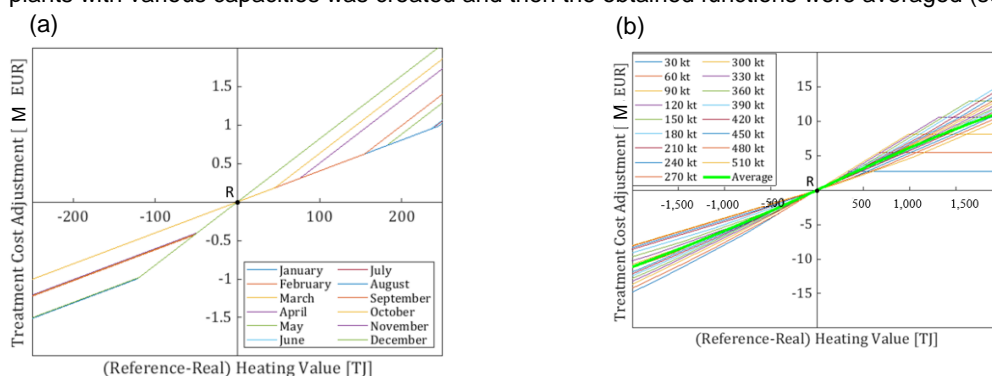 plants with various capacities was created and then the obtained functions were averaged
(a)
(b)
Treatment Cost Adjustment [ M EUR]
1.5
1
0.5
R
-200
-100
100
200
-0.5
-1
-1.5
January July
February August
March September
April October
May November
June December
(Reference-Real) Heating Value [TJ]
Treatment Cost Adjustment [ M EUR]
30 kt 300 kt
60 kt 330 kt
90 kt 360 kt
120 kt 390 kt
150 kt 420 kt
180 kt 450 kt
210 kt 480 kt
240 kt 510 kt
270 kt Average
15
10
5
R
-1,500
-1,000
-500
500
1,000
1,500
-5
-10
-15
(Reference-Real) Heating Value [TJ]